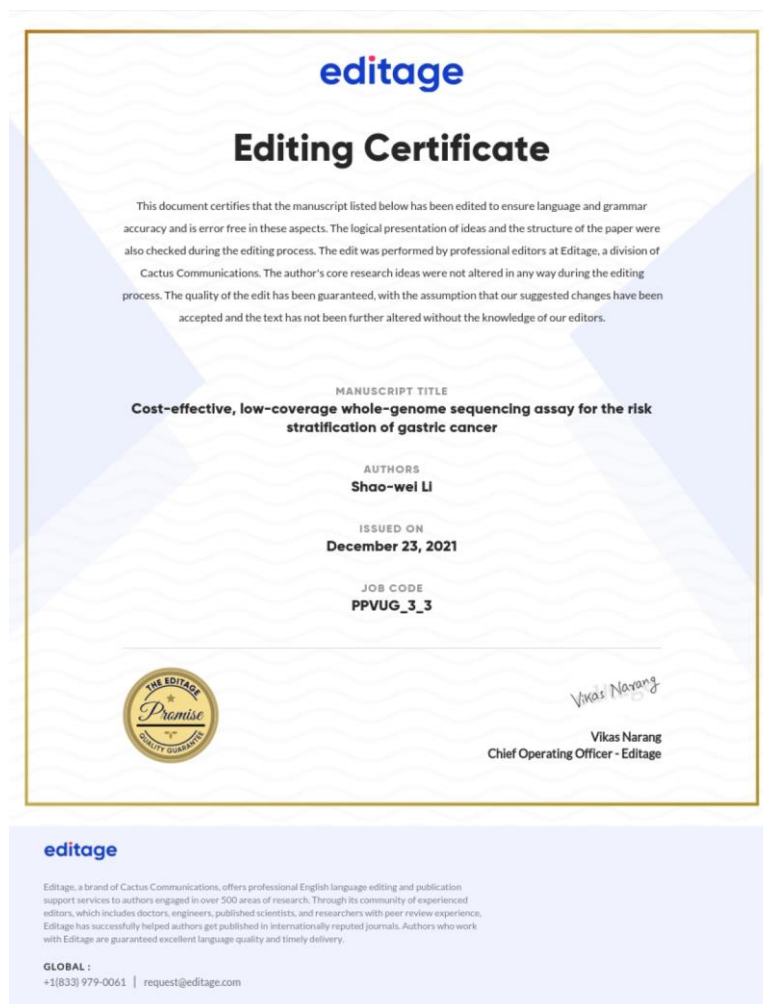 editage
Editing Certificate
This document certifies that the manuscript listed below has been edited to ensure language and grammar
accuracy and is error free in these aspects. The logical presentation of ideas and the structure of the paper were
also checked during the editing process. The edit was performed by professional editors at Editage, a division of
Cactus Communications. The author's core research ideas were not altered in any way during the editing
process. The quality of the edit has been guaranteed, with the assumption that our suggested changes have been
accepted and the text has not been further altered without the knowledge of our editors.
MANUSCRIPT TITLE
Cost-effective, low-coverage whole-genome sequencing assay for the risk
stratification of gastric cancer
AUTHORS
Shao-wei Li
ISSUED ON
December 23, 2021
JOB CODE
PPVUG_3_3
THE EDITAGE
Promise
QUALITY GUARANTEE
Vikas Narang
Vikas Narang
Chief Operating Officer - Editage
editage
Editage, a brand of Cactus Communications, offers professional English language editing and publication
support services to authors engaged in over 500 areas of research. Through its community of experienced
editors, which includes doctors, engineers, published scientists, and researchers with peer review experience,
Editage has successfully helped authors get published in internationally reputed journals. Authors who work
with Editage are guaranteed excellent language quality and timely delivery.
GLOBAL :
+1(833) 979-0061 | request@editage.com